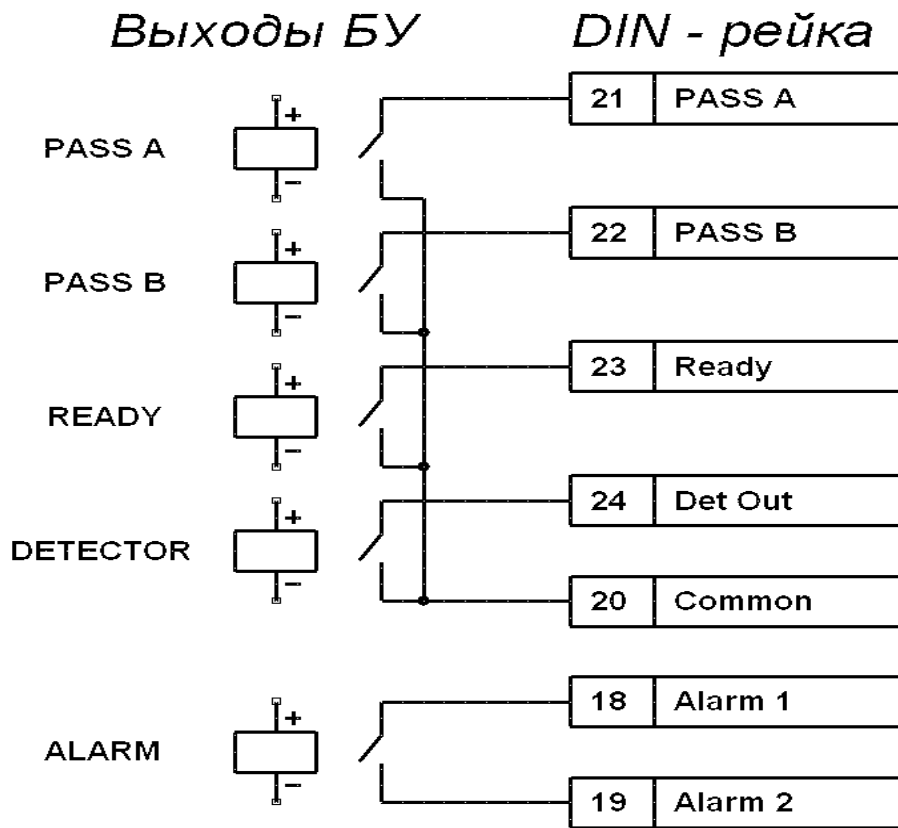 Выходы БУ DIN - рейка
21 PASS A
PASS A
+
−
22 PASS B
PASS B
+
−
23 Ready
READY
+
−
24 Det Out
DETECTOR
+
−
20 Common
18 Alarm 1
ALARM
+
−
19 Alarm 2